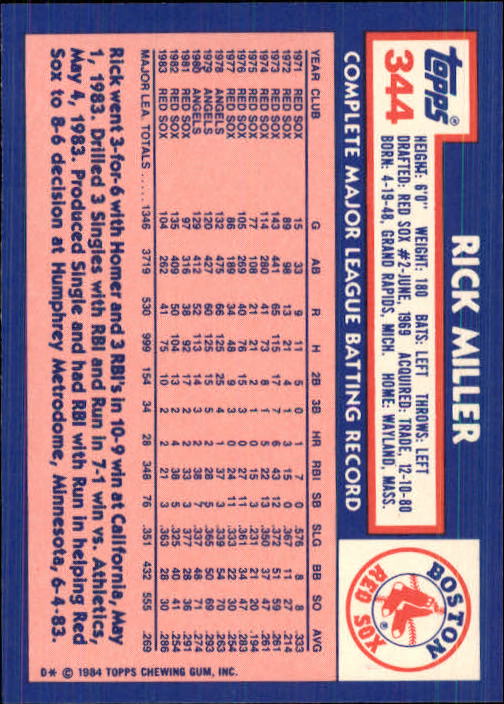 topps®
344
RICK MILLER
HEIGHT: 6'0" WEIGHT: 180 BATS: LEFT THROWS: LEFT
DRAFTED: RED SOX #2-JUNE, 1969 ACQUIRED: TRADE, 12-10-80
BORN: 4-19-48, GRAND RAPIDS, MICH. HOME: WAYLAND, MASS.
BOSTON
RED SOX
COMPLETE MAJOR LEAGUE BATTING RECORD
YEAR CLUB G AB R H 2B 3B HR RBI SB SLG BB SO AVG
1971 RED SOX 15 33 9 11 5 0 1 7 0 .576 8 8 .333
1972 RED SOX 89 98 13 21 4 1 3 15 0 .367 11 27 .214
1973 RED SOX 143 441 65 115 17 7 6 43 12 .372 51 59 .261
1974 RED SOX 114 280 41 73 8 1 5 22 13 .350 37 47 .261
1975 RED SOX 77 108 21 21 2 1 0 15 3 .231 21 20 .194
1976 RED SOX 105 269 40 76 15 3 0 27 11 .361 34 47 .283
1977 RED SOX 86 189 34 48 9 3 0 24 11 .333 22 30 .254
1978 ANGELS 132 475 66 125 25 4 1 37 3 .339 54 70 .263
1979 ANGELS 120 427 60 125 15 5 2 28 5 .365 50 69 .293
1980 ANGELS 129 412 52 113 14 3 2 38 7 .337 48 71 .274
1981 RED SOX 97 316 38 92 17 2 2 33 3 .377 28 36 .291
1982 RED SOX 135 409 50 104 13 2 4 38 5 .325 40 41 .254
1983 RED SOX 104 262 41 75 10 2 2 21 3 .363 28 30 .286
MAJOR LEA. TOTALS ..... 1346 3719 530 999 154 34 28 348 76 .351 432 555 .269
Rick went 3-for-6 with Homer and 3 RBI's in 10-9 win at California, May
1, 1983. Drilled 3 Singles with RBI and Run in 7-1 win vs. Athletics,
May 4, 1983. Produced Single and had RBI with Run in helping Red
Sox to 8-6 decision at Humphrey Metrodome, Minnesota, 6-4-83.
D* © 1984 TOPPS CHEWING GUM, INC.